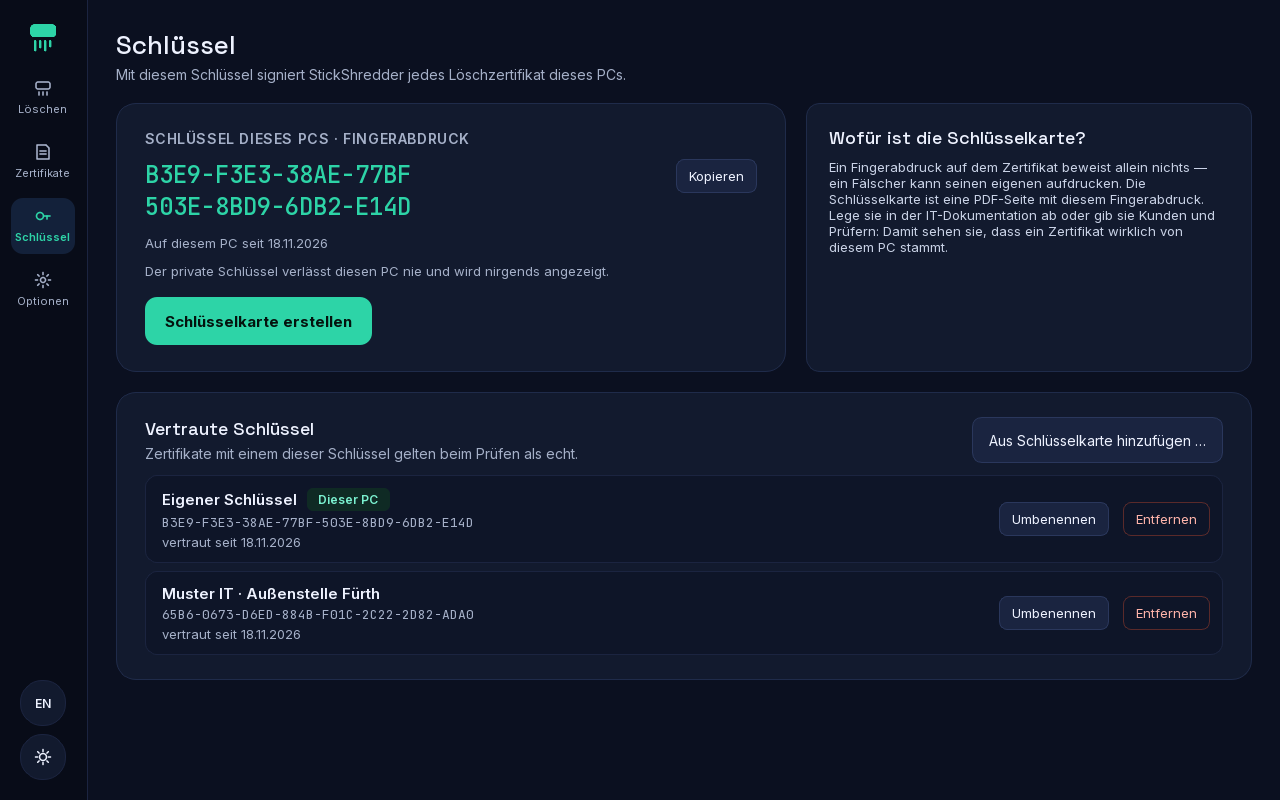 Löschen
Zertifikate
Schlüssel
Optionen
EN
Schlüssel
Mit diesem Schlüssel signiert StickShredder jedes Löschzertifikat dieses PCs.
SCHLÜSSEL DIESES PCS · FINGERABDRUCK
B3E9-F3E3-38AE-77BF
503E-8BD9-6DB2-E14D
Kopieren
Auf diesem PC seit 18.11.2026
Der private Schlüssel verlässt diesen PC nie und wird nirgends angezeigt.
Schlüsselkarte erstellen
Wofür ist die Schlüsselkarte?
Ein Fingerabdruck auf dem Zertifikat beweist allein nichts —
ein Fälscher kann seinen eigenen aufdrucken. Die
Schlüsselkarte ist eine PDF-Seite mit diesem Fingerabdruck.
Lege sie in der IT-Dokumentation ab oder gib sie Kunden und
Prüfern: Damit sehen sie, dass ein Zertifikat wirklich von
diesem PC stammt.
Vertraute Schlüssel
Zertifikate mit einem dieser Schlüssel gelten beim Prüfen als echt.
Aus Schlüsselkarte hinzufügen ...
Eigener Schlüssel Dieser PC
B3E9-F3E3-38AE-77BF-503E-8BD9-6DB2-E14D
vertraut seit 18.11.2026
Umbenennen Entfernen
Muster IT · Außenstelle Fürth
65B6-0673-D6ED-884B-F01C-2C22-2D82-ADA0
vertraut seit 18.11.2026
Umbenennen Entfernen